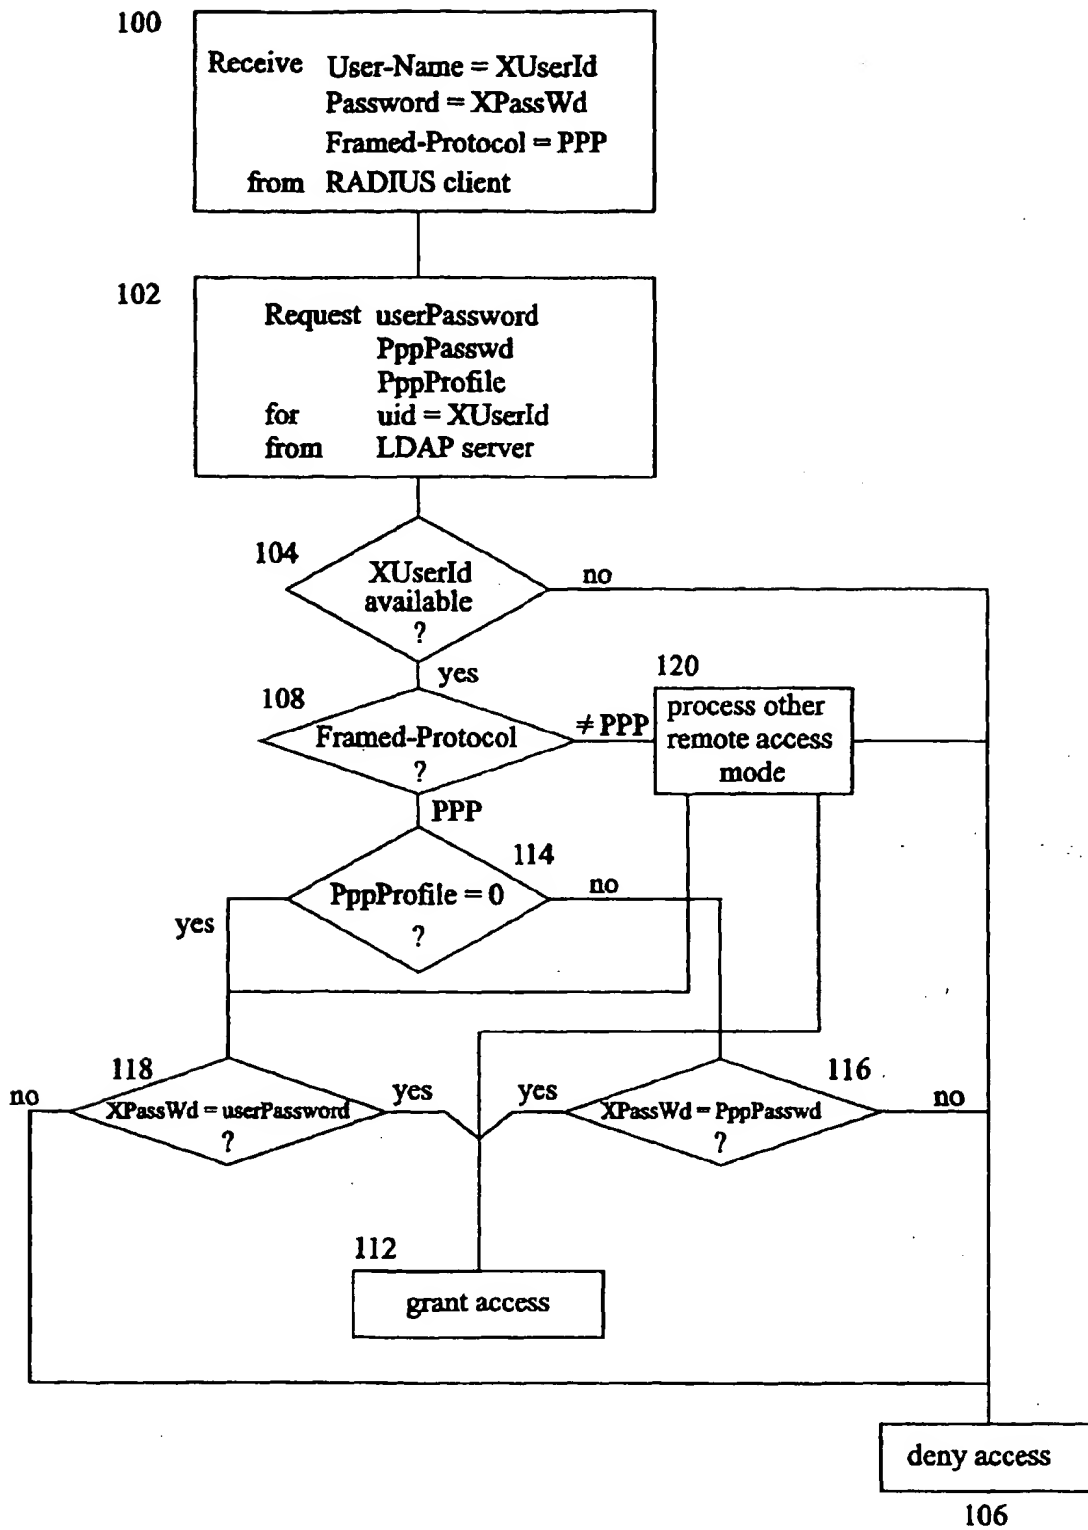 100
Receive User-Name = XUserId
Password = XPassWd
Framed-Protocol = PPP
from RADIUS client
102
Request userPassword
PppPasswd
PppProfile
for uid = XUserId
from LDAP server
104
XUserId
available
?
no
yes
108
Framed-Protocol
?
≠ PPP
120
process other
remote access
mode
PPP
114
PppProfile = 0
?
yes
no
118
XPassWd = userPassword
?
no
yes
yes
116
XPassWd = PppPasswd
?
no
112
grant access
deny access
106